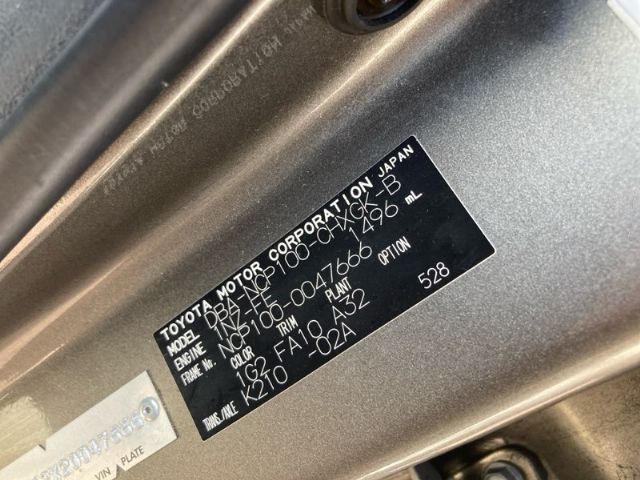 TOYOTA MOTOR CORPORATION JAPAN
MODEL DBA-NCP100-CHXGK-B
ENGINE 1NZ-FE 1496 mL
FRAME No. NCP100-0047666
COLOR TRIM PLANT OPTION
1G2 FA10 A32 528
TRANS./AXLE K2TO -02A
VIN PLATE